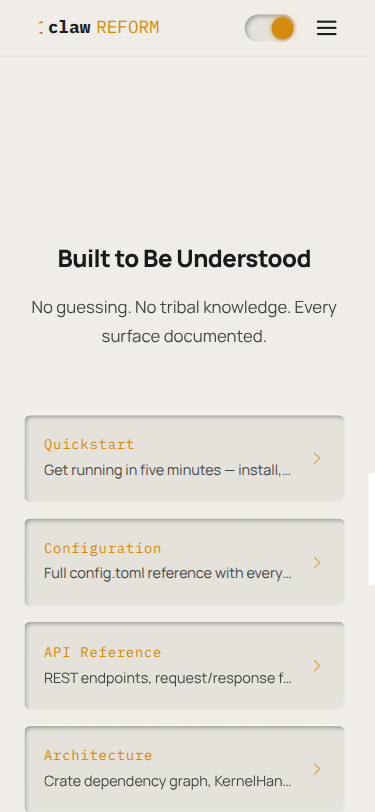 claw REFORM
Built to Be Understood
No guessing. No tribal knowledge. Every
surface documented.
Quickstart
Get running in five minutes — install,...
Configuration
Full config.toml reference with every...
API Reference
REST endpoints, request/response f...
Architecture
Crate dependency graph, KernelHan...